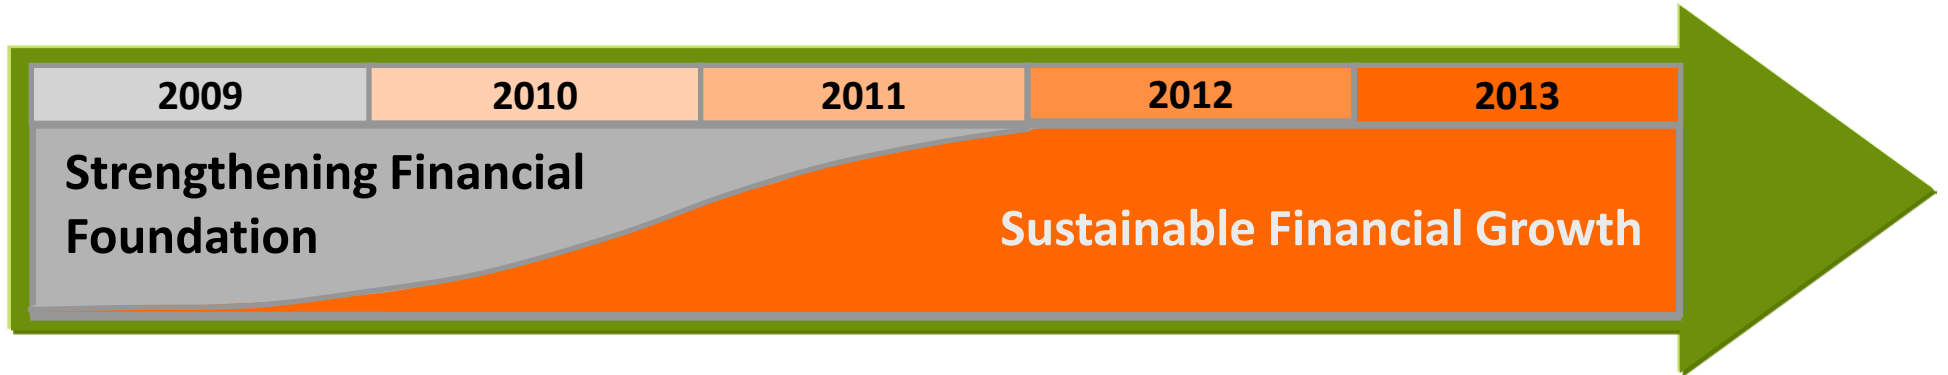 2009 2010 2011 2012 2013
Strengthening Financial
Foundation
Sustainable Financial Growth